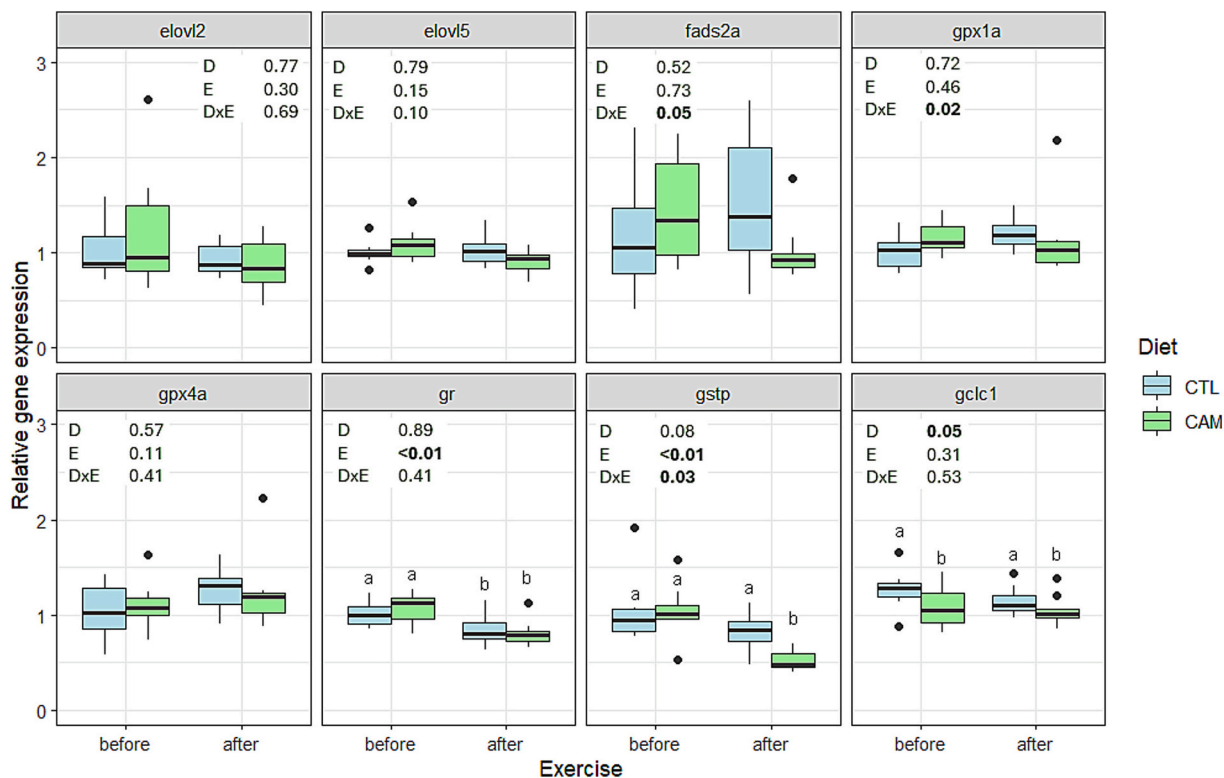 elovl2
elovl5
fads2a
gpx1a
D 0.77
E 0.30
DxE 0.69
D 0.79
E 0.15
DxE 0.10
D 0.52
E 0.73
DxE 0.05
D 0.72
E 0.46
DxE 0.02
3
2
1
0
Relative gene expression
gpx4a
gr
gstp
gclc1
D 0.57
E 0.11
DxE 0.41
D 0.89
E <0.01
DxE 0.41
a a b b
D 0.08
E <0.01
DxE 0.03
a a a b
D 0.05
E 0.31
DxE 0.53
a b a b
3
2
1
0
before after
before after
before after
before after
Exercise
Diet
CTL
CAM